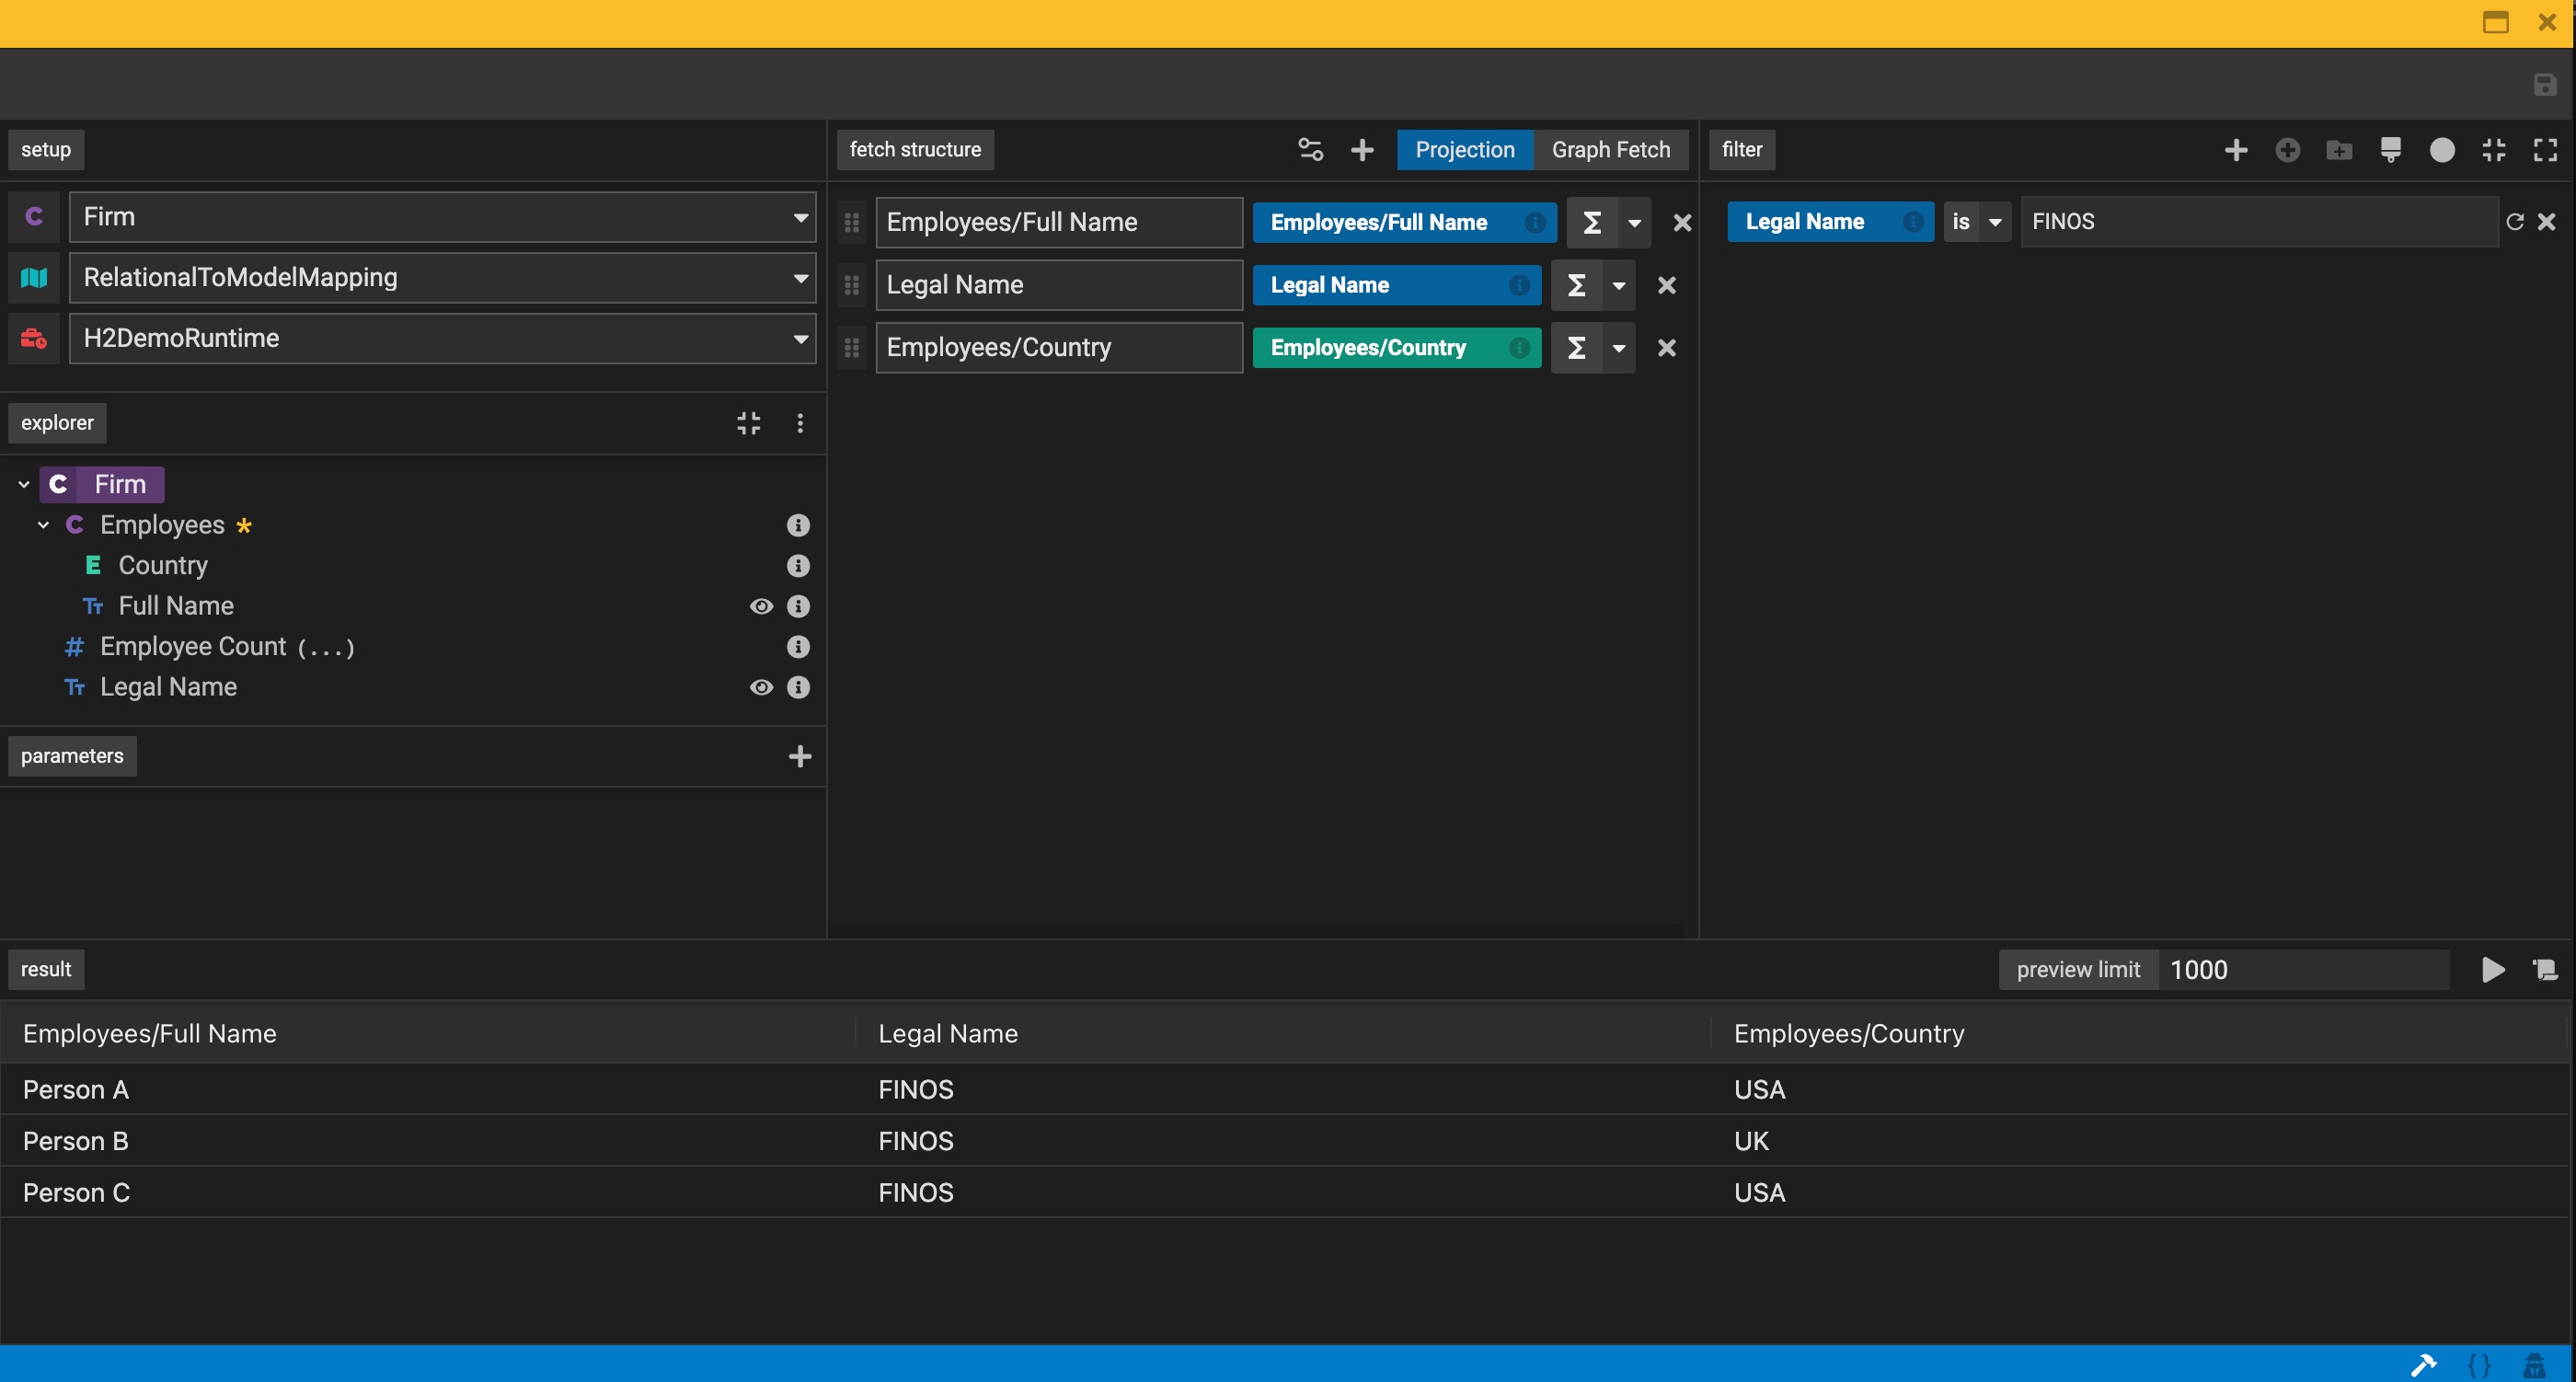 setup
Firm
RelationalToModelMapping
H2DemoRuntime
explorer
Firm
Employees *
Country
Full Name
Employee Count (...)
Legal Name
parameters
fetch structure Projection Graph Fetch
Employees/Full Name Employees/Full Name
Legal Name Legal Name
Employees/Country Employees/Country
filter
Legal Name is FINOS
result preview limit 1000
Employees/Full Name Legal Name Employees/Country
Person A FINOS USA
Person B FINOS UK
Person C FINOS USA